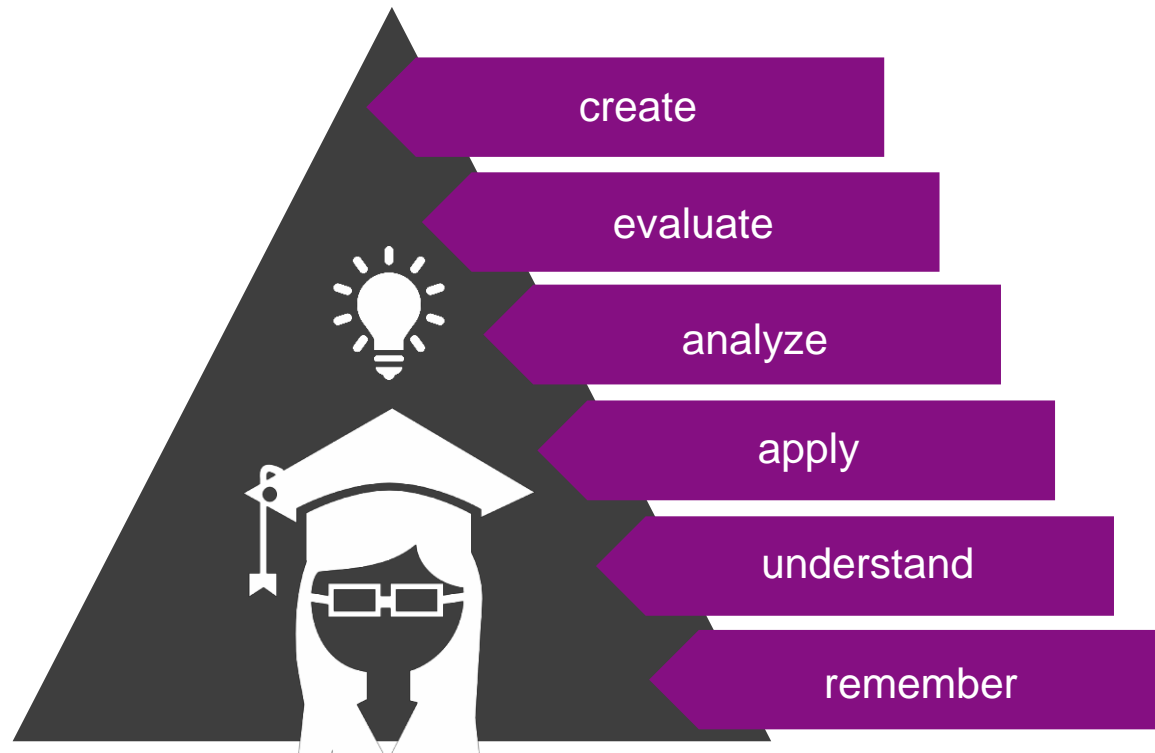 create
evaluate
analyze
apply
understand
remember